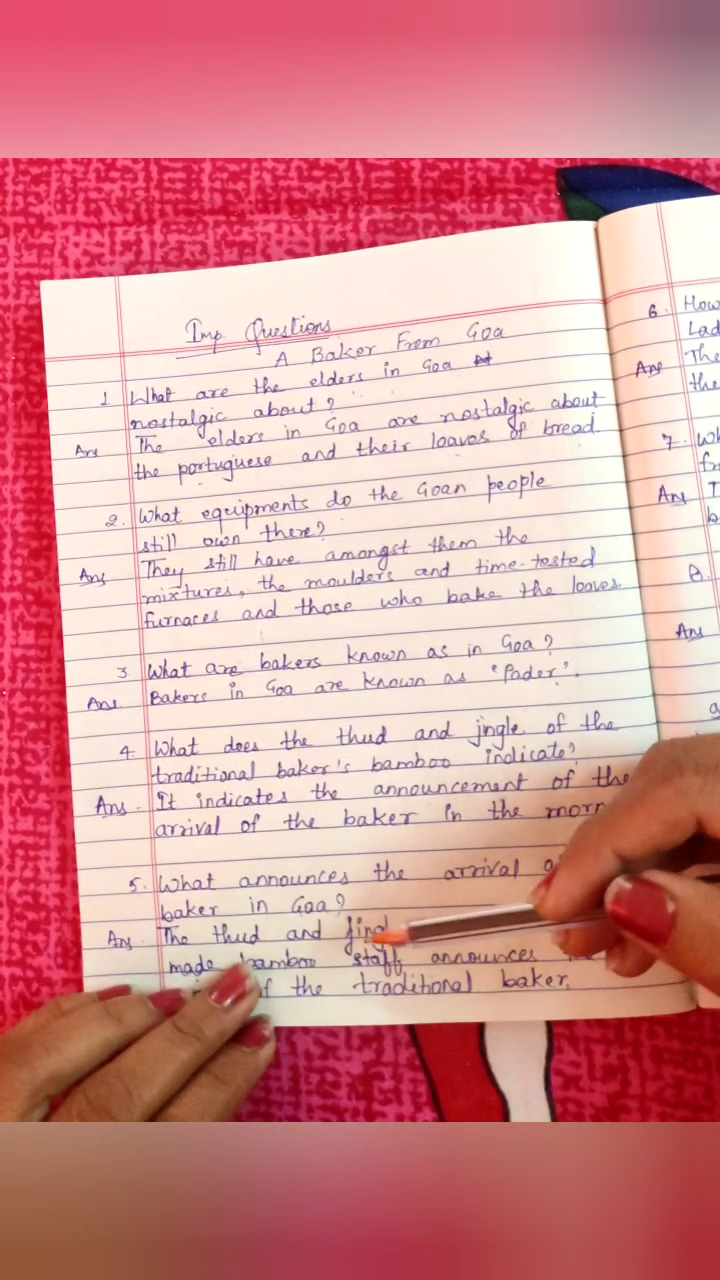 Imp Questions
A Baker From Goa
1 What are the elders in Goa
nostalgic about?
Ans The elders in Goa are nostalgic about
the portuguese and their loaves of bread
2. What equipments do the Goan people
still own there?
Ans They still have amongst them the
mixtures, the moulders and time-tested
furnaces and those who bake the loaves.
3 What are bakers known as in Goa?
Ans Bakers in Goa are known as "Pader".
4. What does the thud and jingle of the
traditional baker's bamboo indicate?
Ans. It indicates the announcement of the
arrival of the baker in the morn
5. What announces the arrival
baker in Goa?
Ans The thud and jingl
made bamboo staff announces
of the traditional baker.
6. How
Lad
Ans The
the
7. Wh
fr
Ans T
b
8.
Ans